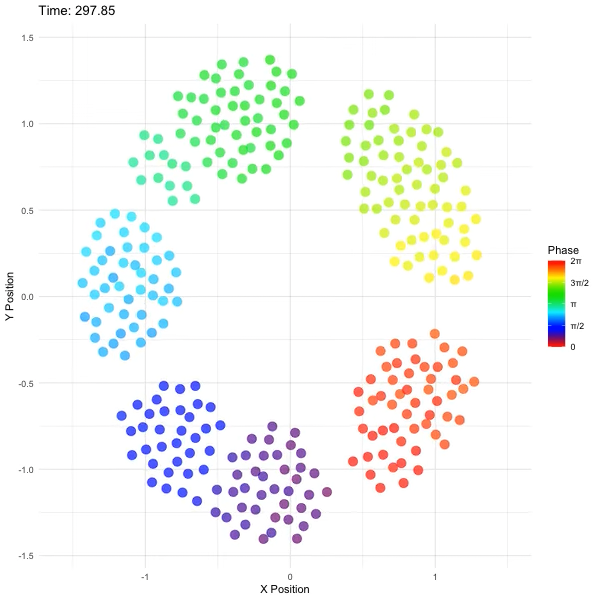 Time: 297.85
1.5
1.0
0.5
0.0
-0.5
-1.0
-1.5
Y Position
-1
0
1
X Position
Phase
2π
3π/2
π
π/2
0